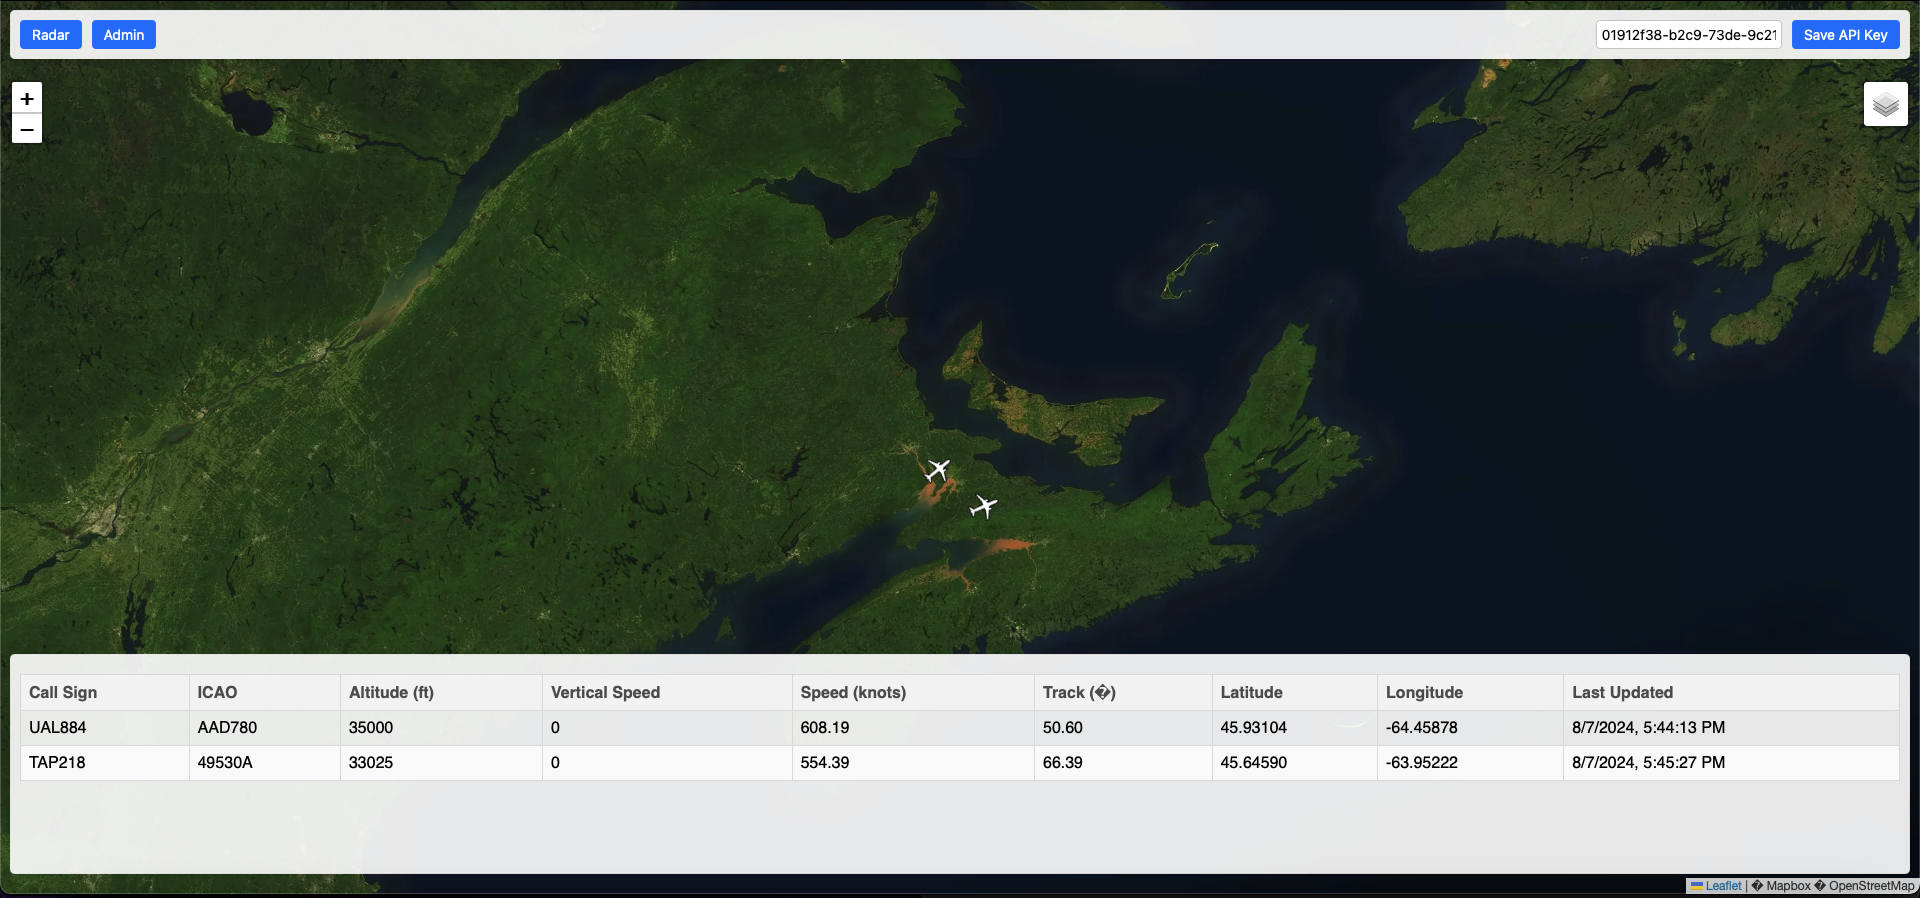 Radar Admin 01912f38-b2c9-73de-9c21 Save API Key
+
−
Call Sign ICAO Altitude (ft) Vertical Speed Speed (knots) Track (�) Latitude Longitude Last Updated
UAL884 AAD780 35000 0 608.19 50.60 45.93104 -64.45878 8/7/2024, 5:44:13 PM
TAP218 49530A 33025 0 554.39 66.39 45.64590 -63.95222 8/7/2024, 5:45:27 PM
Leaflet | � Mapbox � OpenStreetMap